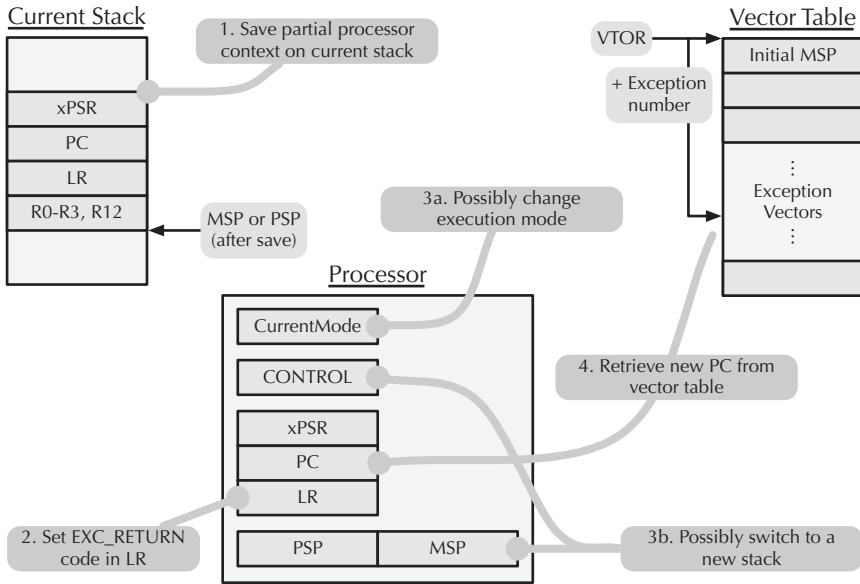 Current Stack
1. Save partial processor
context on current stack
xPSR
PC
LR
R0-R3, R12
MSP or PSP
(after save)
Vector Table
VTOR
+ Exception
number
Initial MSP
⋮
Exception
Vectors
⋮
3a. Possibly change
execution mode
Processor
CurrentMode
CONTROL
xPSR
PC
LR
PSP
MSP
4. Retrieve new PC from
vector table
2. Set EXC_RETURN
code in LR
3b. Possibly switch to a
new stack